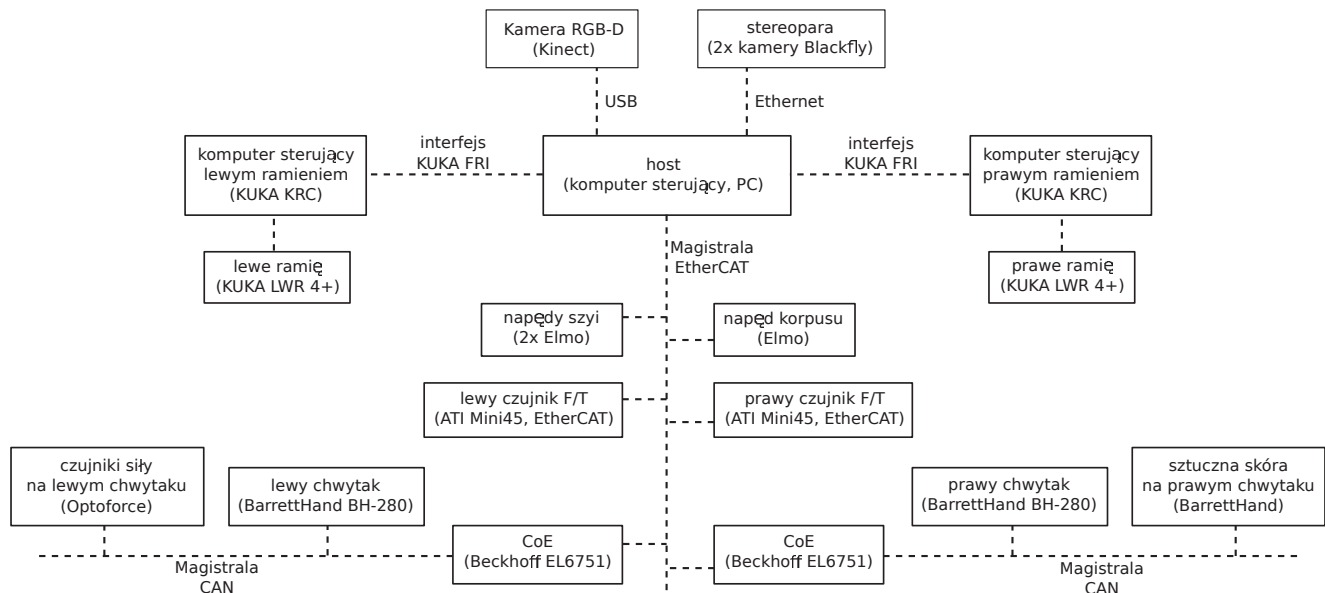 Kamera RGB-D
(Kinect)
stereopara
(2x kamery Blackfly)
USB
Ethernet
komputer sterujący
lewym ramieniem
(KUKA KRC)
interfejs
KUKA FRI
host
(komputer sterujący, PC)
interfejs
KUKA FRI
komputer sterujący
prawym ramieniem
(KUKA KRC)
lewe ramię
(KUKA LWR 4+)
Magistrala
EtherCAT
prawe ramię
(KUKA LWR 4+)
napędy szyi
(2x Elmo)
napęd korpusu
(Elmo)
lewy czujnik F/T
(ATI Mini45, EtherCAT)
prawy czujnik F/T
(ATI Mini45, EtherCAT)
czujniki siły
na lewym chwytaku
(Optoforce)
lewy chwytak
(BarrettHand BH-280)
prawy chwytak
(BarrettHand BH-280)
sztuczna skóra
na prawym chwytaku
(BarrettHand)
CoE
(Beckhoff EL6751)
CoE
(Beckhoff EL6751)
Magistrala
CAN
Magistrala
CAN